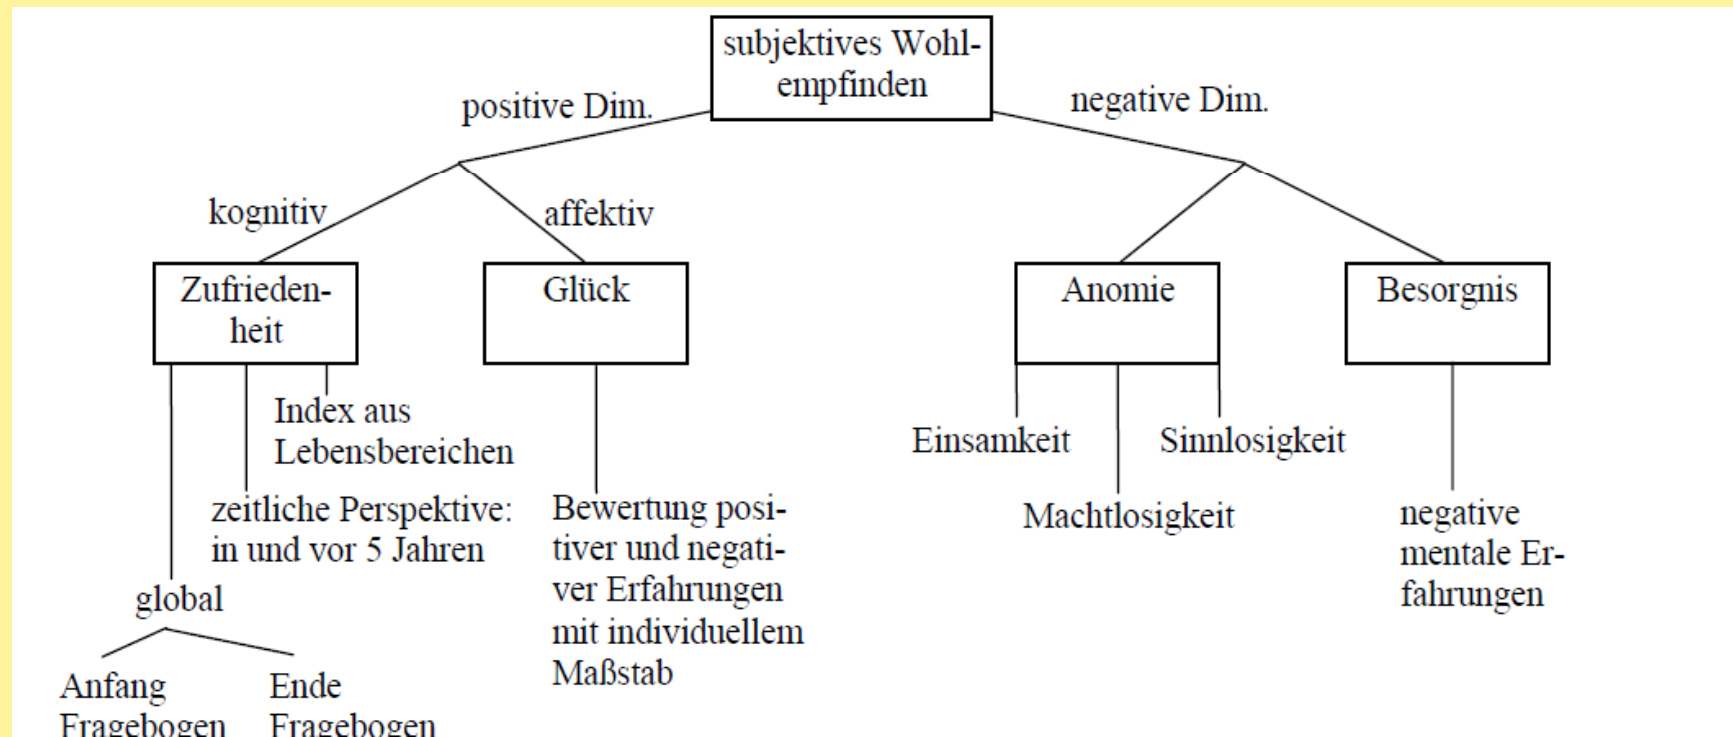 subjektives Wohl-
empfinden
positive Dim.
negative Dim.
kognitiv
affektiv
Zufrieden-
heit
Glück
Anomie
Besorgnis
Index aus
Lebensbereichen
zeitliche Perspektive:
in und vor 5 Jahren
global
Anfang
Fragebogen
Ende
Fragebogen
Bewertung posi-
tiver und negati-
ver Erfahrungen
mit individuellem
Maßstab
Einsamkeit
Machtlosigkeit
Sinnlosigkeit
negative
mentale Er-
fahrungen